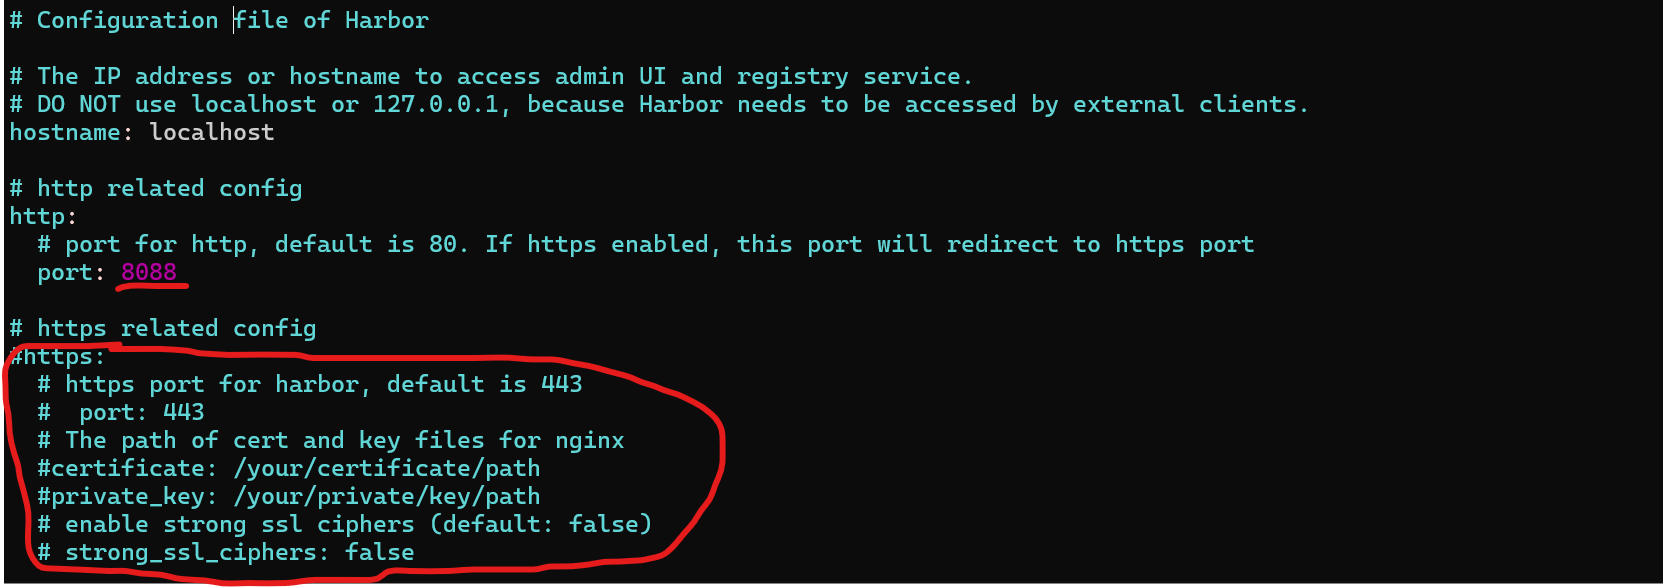 # Configuration file of Harbor
# The IP address or hostname to access admin UI and registry service.
# DO NOT use localhost or 127.0.0.1, because Harbor needs to be accessed by external clients.
hostname: localhost
# http related config
http:
# port for http, default is 80. If https enabled, this port will redirect to https port
port: 8088
# https related config
#https:
# https port for harbor, default is 443
#  port: 443
# The path of cert and key files for nginx
#certificate: /your/certificate/path
#private_key: /your/private/key/path
# enable strong ssl ciphers (default: false)
# strong_ssl_ciphers: false